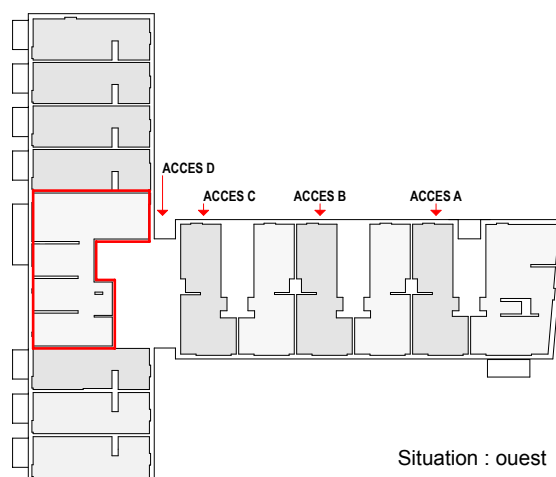 ACCES D
ACCES C
ACCES B
ACCES A
Situation : ouest